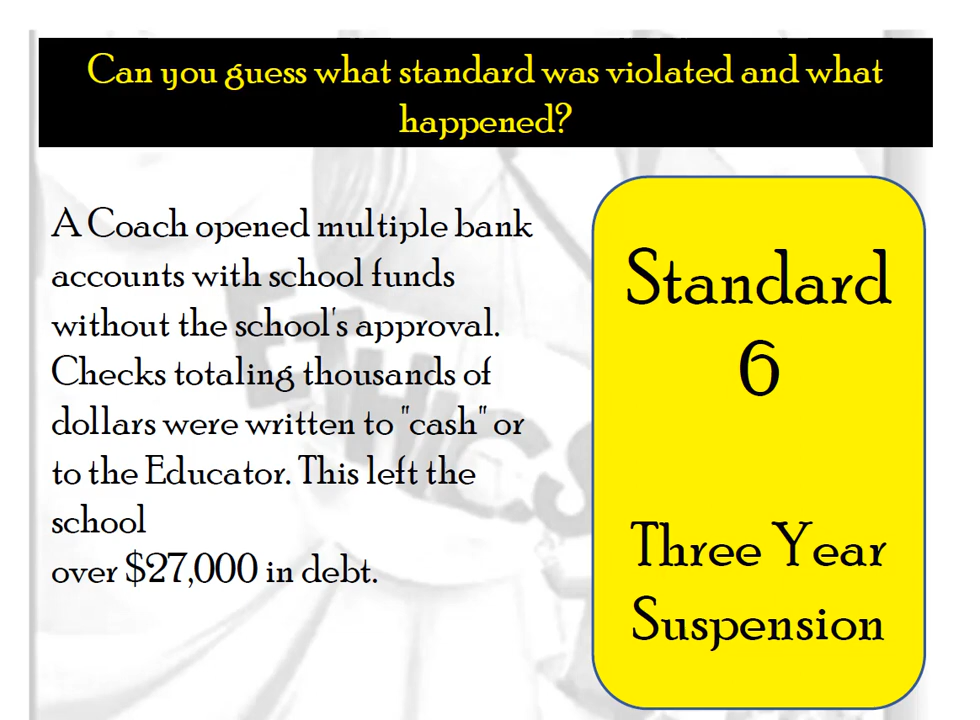 Can you guess what standard was violated and what
happened?
A Coach opened multiple bank
accounts with school funds
without the school's approval.
Checks totaling thousands of
dollars were written to "cash" or
to the Educator. This left the
school
over $27,000 in debt.
Standard
6
Three Year
Suspension
ETHICS